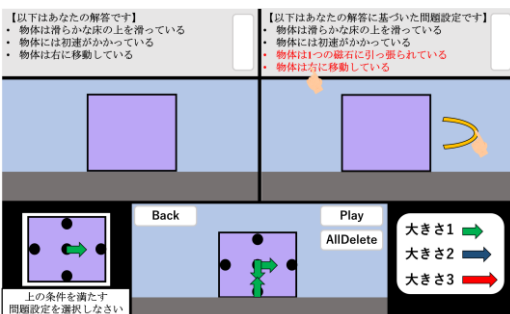 【以下はあなたの解答です】
• 物体は滑らかな床の上を滑っている
• 物体には初速がかかっている
• 物体は右に移動している
【以下はあなたの解答に基づいた問題設定です】
• 物体は滑らかな床の上を滑っている
• 物体には初速がかかっている
• 物体は1つの磁石に引っ張られている
• 物体は右に移動している
Back
Play
AllDelete
大きさ1
大きさ2
大きさ3
上の条件を満たす
問題設定を選択しなさい